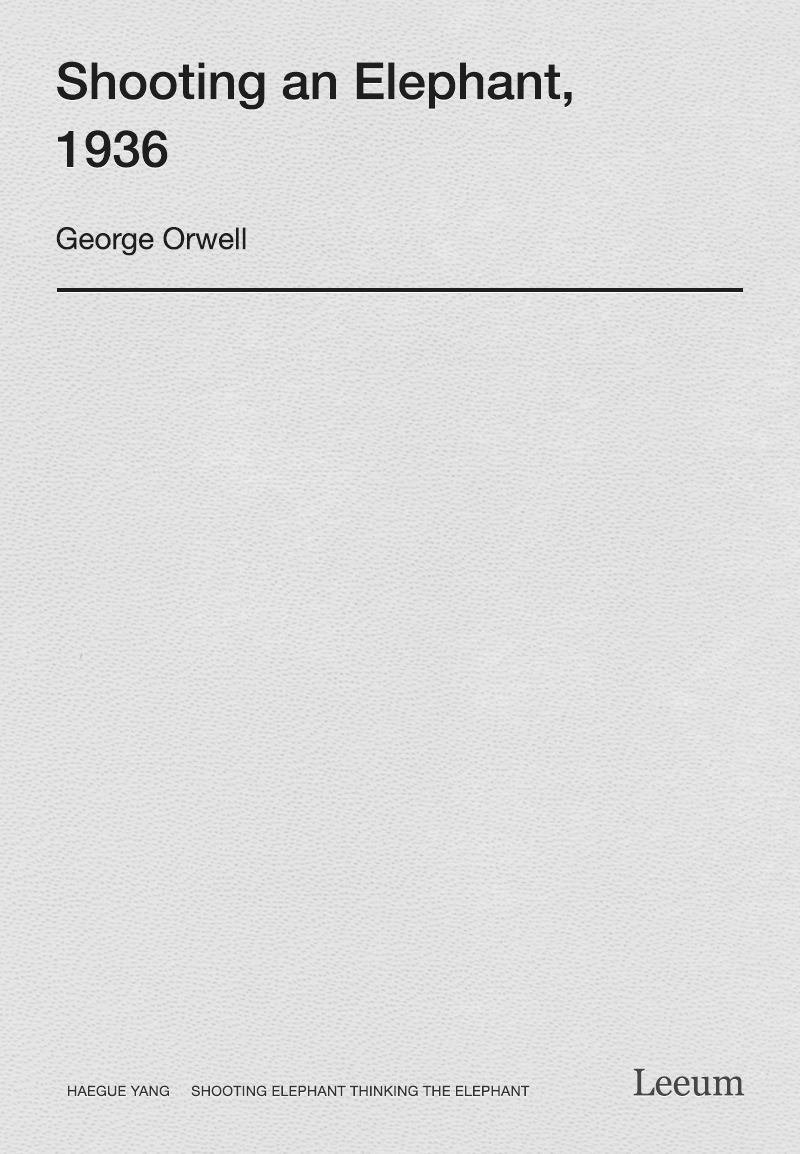 Shooting an Elephant,
1936
George Orwell
HAEGUE YANG SHOOTING ELEPHANT THINKING THE ELEPHANT
Leeum